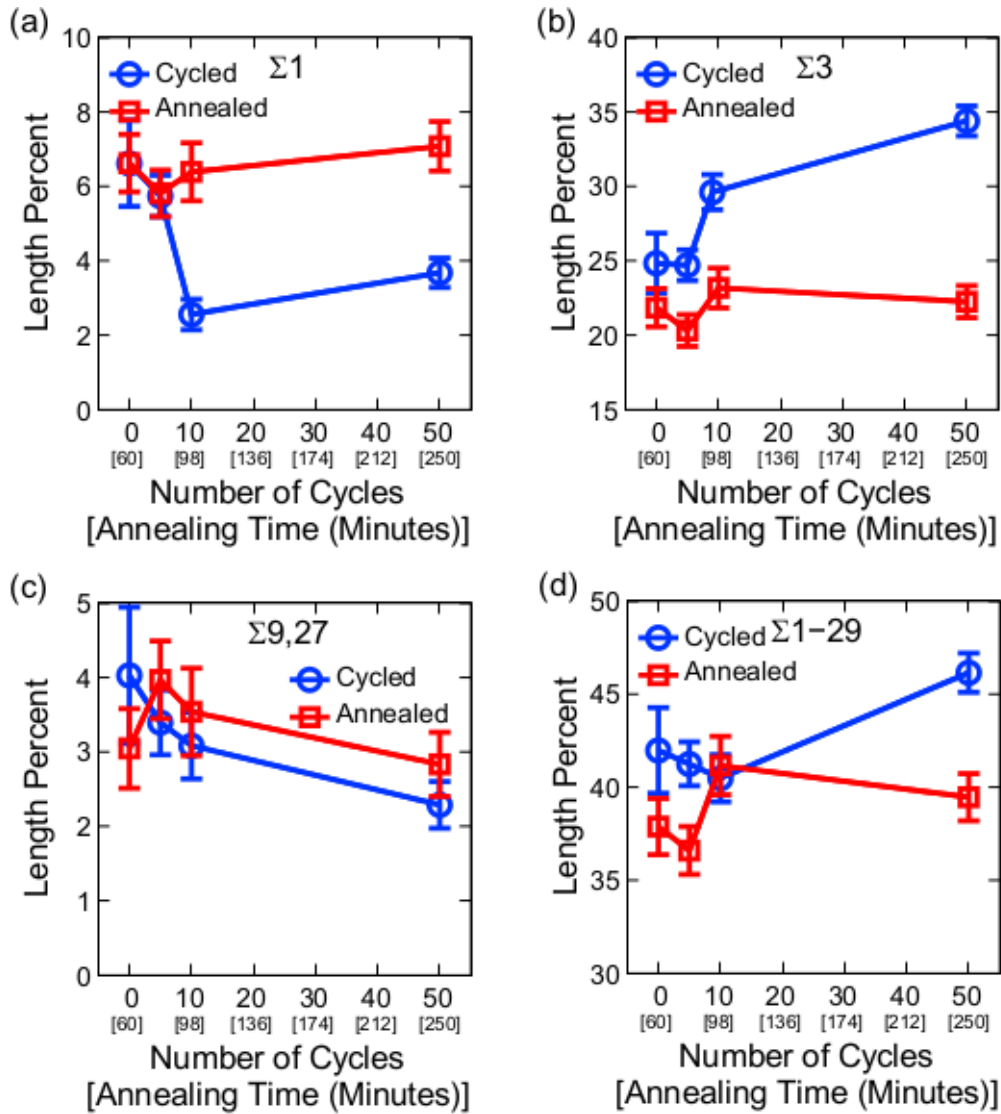 (a)
10
8
6
4
2
0
Length Percent
Cycled
Annealed
Σ1
0 10 20 30 40 50
[60] [98] [136] [174] [212] [250]
Number of Cycles
[Annealing Time (Minutes)]
(b)
40
35
30
25
20
15
Length Percent
Cycled
Annealed
Σ3
0 10 20 30 40 50
[60] [98] [136] [174] [212] [250]
Number of Cycles
[Annealing Time (Minutes)]
(c)
5
4
3
2
1
0
Length Percent
Σ9,27
Cycled
Annealed
0 10 20 30 40 50
[60] [98] [136] [174] [212] [250]
Number of Cycles
[Annealing Time (Minutes)]
(d)
50
45
40
35
30
Length Percent
Cycled
Annealed
Σ1−29
0 10 20 30 40 50
[60] [98] [136] [174] [212] [250]
Number of Cycles
[Annealing Time (Minutes)]